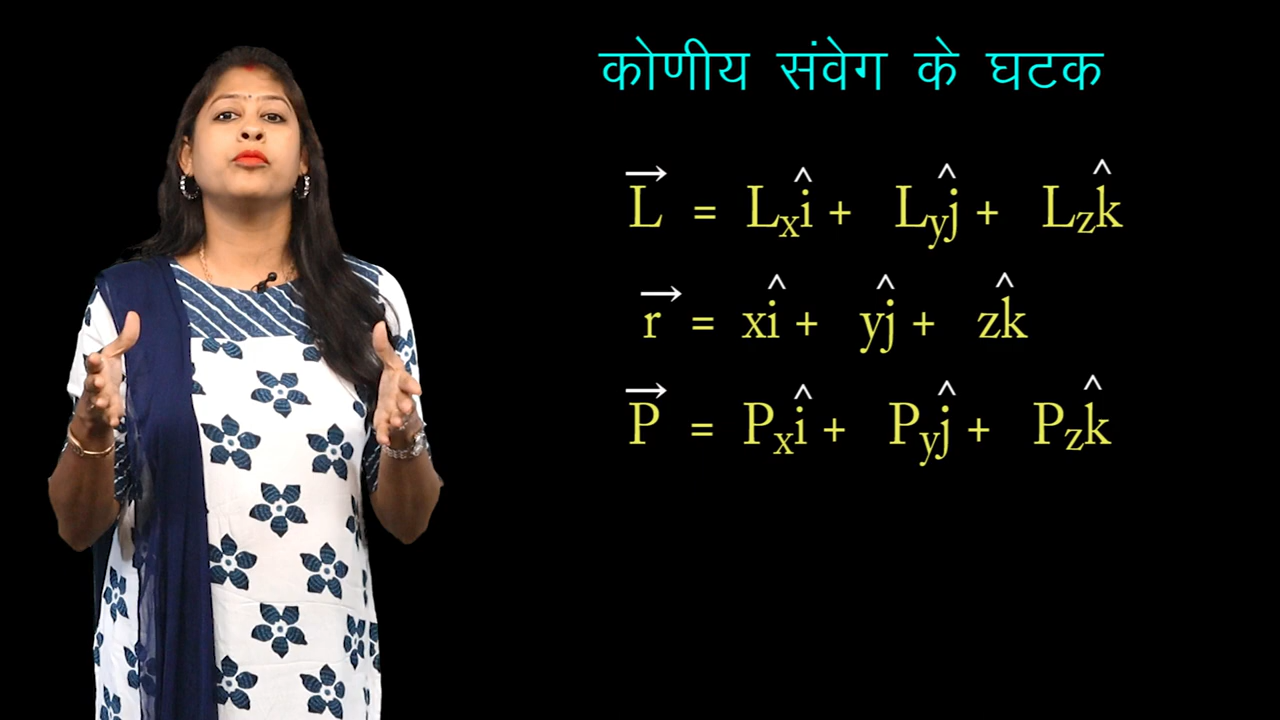 कोणीय संवेग के घटक
L⃗ = Lₓî + Lᵧĵ + L_zk̂
r⃗ = xî + yĵ + zk̂
P⃗ = Pₓî + Pᵧĵ + P_zk̂